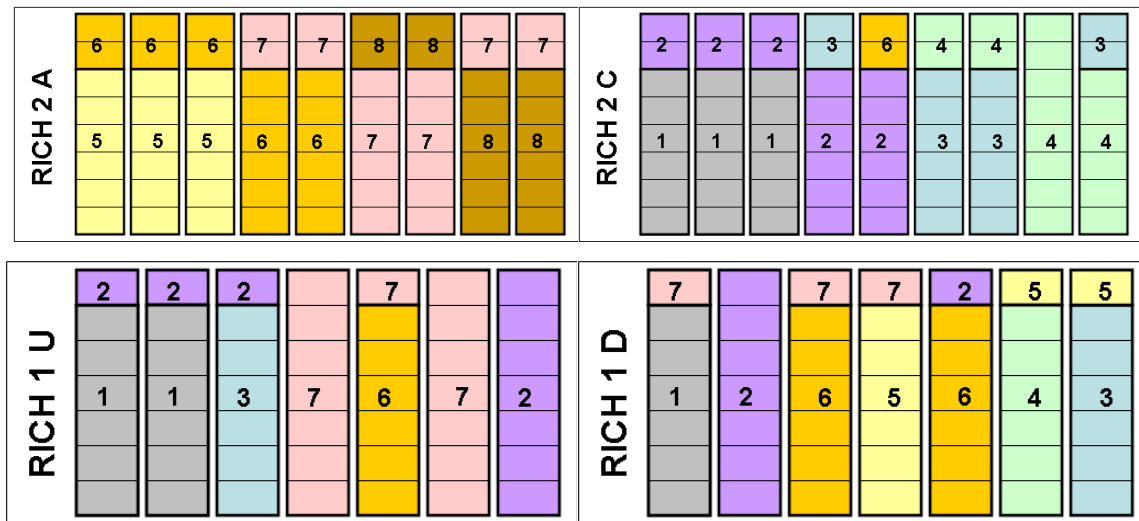 RICH 2 A
6 6 6 7 7 8 8 7 7
5 5 5 6 6 7 7 8 8
RICH 2 C
2 2 2 3 6 4 4 3
1 1 1 2 2 3 3 4 4
RICH 1 U
2 2 2 7
1 1 3 7 6 7 2
RICH 1 D
7 7 7 2 5 5
1 2 6 5 6 4 3